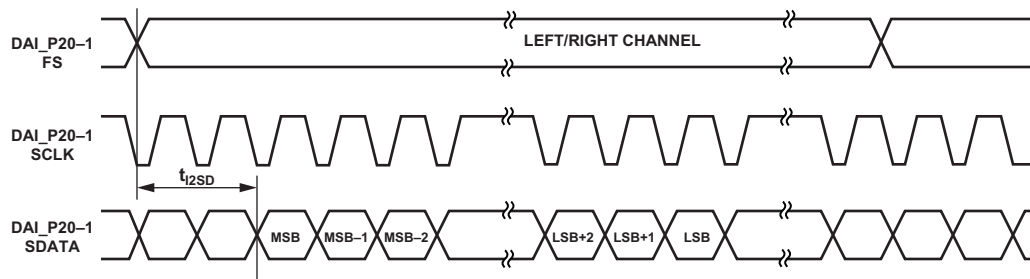 DAI_P20–1
FS
LEFT/RIGHT CHANNEL
DAI_P20–1
SCLK
tI2SD
DAI_P20–1
SDATA
MSB
MSB–1
MSB–2
LSB+2
LSB+1
LSB